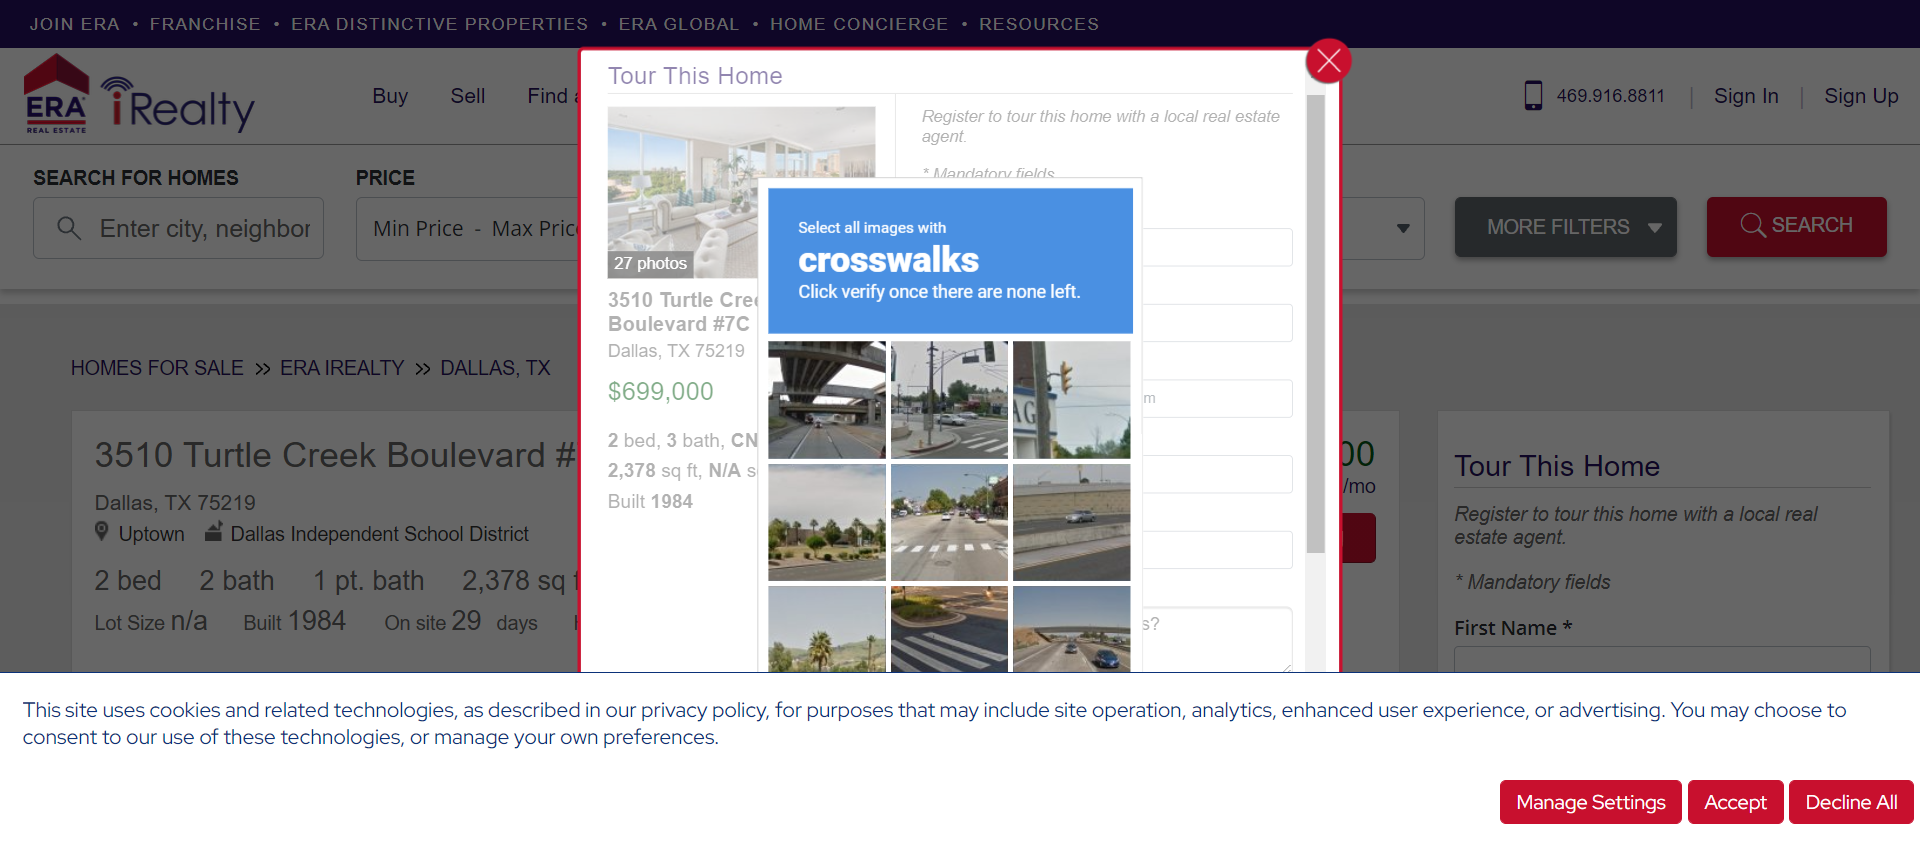 JOIN ERA • FRANCHISE • ERA DISTINCTIVE PROPERTIES • ERA GLOBAL • HOME CONCIERGE • RESOURCES
ERA
REAL ESTATE
iRealty
Buy
Sell
Find a
469.916.8811
Sign In
Sign Up
SEARCH FOR HOMES
Enter city, neighbor
PRICE
Min Price - Max Pric
MORE FILTERS
SEARCH
Tour This Home
27 photos
3510 Turtle Cree
Boulevard #7C
Dallas, TX 75219
$699,000
2 bed, 3 bath, CN
2,378 sq ft, N/A s
Built 1984
Register to tour this home with a local real estate
agent.
* Mandatory fields
m
s?
Select all images with
crosswalks
Click verify once there are none left.
HOMES FOR SALE » ERA IREALTY » DALLAS, TX
3510 Turtle Creek Boulevard #
Dallas, TX 75219
Uptown Dallas Independent School District
2 bed 2 bath 1 pt. bath 2,378 sq f
Lot Size n/a Built 1984 On site 29 days
00
/mo
Tour This Home
Register to tour this home with a local real
estate agent.
* Mandatory fields
First Name *
This site uses cookies and related technologies, as described in our privacy policy, for purposes that may include site operation, analytics, enhanced user experience, or advertising. You may choose to
consent to our use of these technologies, or manage your own preferences.
Manage Settings
Accept
Decline All